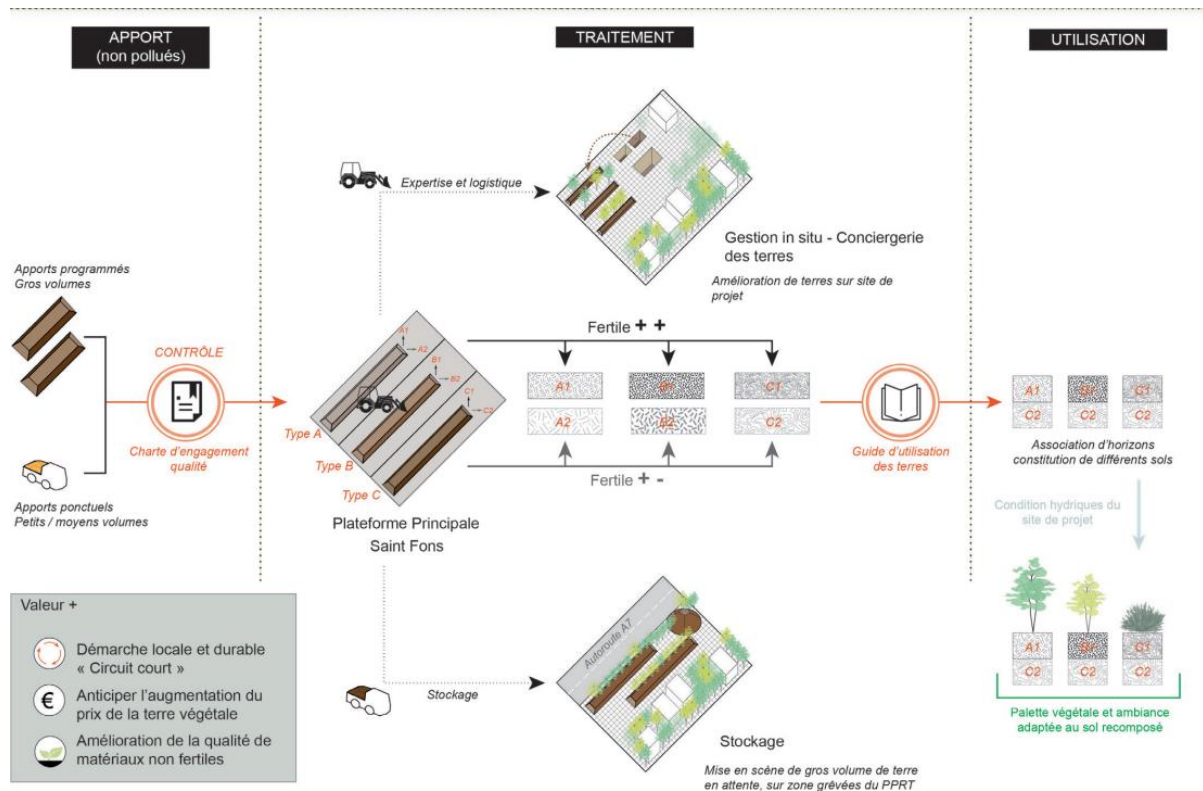 APPORT
(non pollués)
TRAITEMENT
UTILISATION
Apports programmés
Gros volumes
CONTRÔLE
Charte d'engagement
qualité
Apports ponctuels
Petits / moyens volumes
Expertise et logistique
Gestion in situ - Conciergerie
des terres
Amélioration de terres sur site de
projet
A1
A2
B1
B2
C1
C2
Type A
Type B
Type C
Plateforme Principale
Saint Fons
Fertile + +
A1
B1
C1
A2
B2
C2
Fertile + -
Guide d'utilisation
des terres
A1
B1
C1
C2
C2
C2
Association d'horizons
constitution de différents sols
Condition hydriques du
site de projet
A1
B1
C1
C2
C2
C2
Palette végétale et ambiance
adaptée au sol recomposé
Stockage
Autoroute A7
Stockage
Mise en scène de gros volume de terre
en attente, sur zone grêvées du PPRT
Valeur +
Démarche locale et durable
« Circuit court »
€
Anticiper l'augmentation du
prix de la terre végétale
Amélioration de la qualité de
matériaux non fertiles